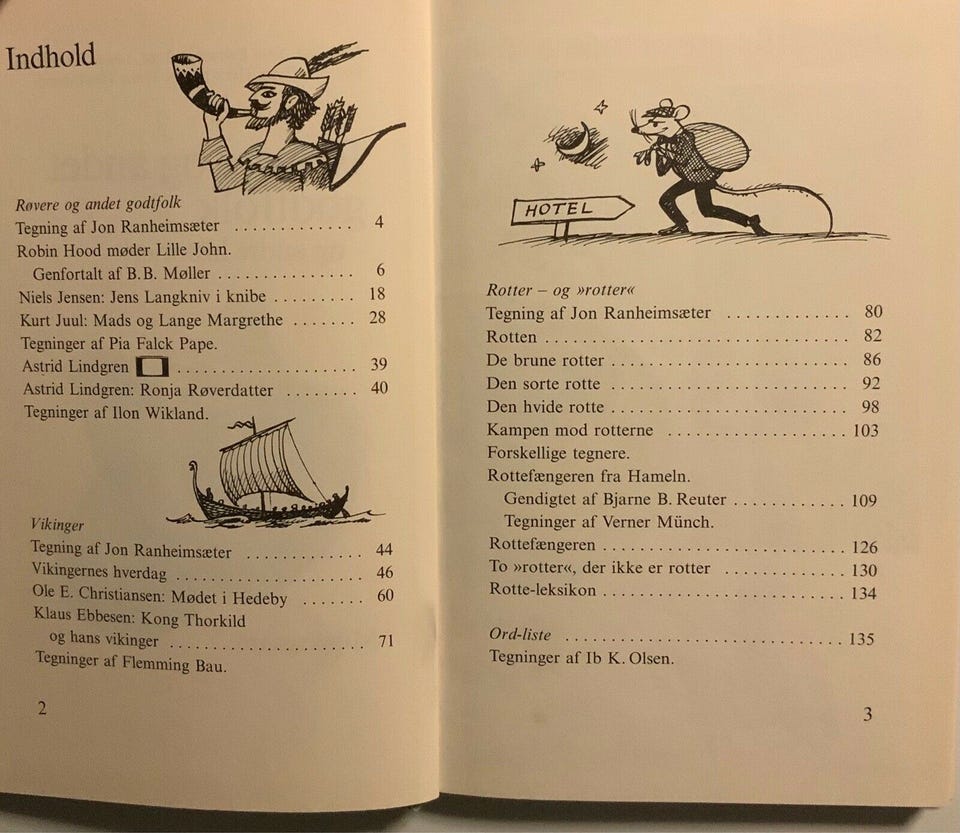 Indhold
Røvere og andet godtfolk
Tegning af Jon Ranheimsæter ............. 4
Robin Hood møder Lille John.
Genfortalt af B. B. Møller ............... 6
Niels Jensen: Jens Langkniv i knibe ......... 18
Kurt Juul: Mads og Lange Margrethe ....... 28
Tegninger af Pia Falck Pape.
Astrid Lindgren ...................... 39
Astrid Lindgren: Ronja Røverdatter ........ 40
Tegninger af Ilon Wikland.
Vikinger
Tegning af Jon Ranheimsæter ............. 44
Vikingernes hverdag ........................ 46
Ole E. Christiansen: Mødet i Hedeby ....... 60
Klaus Ebbesen: Kong Thorkild
og hans vikinger ......................... 71
Tegninger af Flemming Bau.
2
HOTEL
Rotter – og »rotter«
Tegning af Jon Ranheimsæter ............. 80
Rotten ............................... 82
De brune rotter ........................ 86
Den sorte rotte ......................... 92
Den hvide rotte ........................ 98
Kampen mod rotterne ................... 103
Forskellige tegnere.
Rottefængeren fra Hameln.
Gendigtet af Bjarne B. Reuter ............ 109
Tegninger af Verner Münch.
Rottefængeren ......................... 126
To »rotter«, der ikke er rotter ............. 130
Rotte-leksikon ......................... 134
Ord-liste ............................. 135
Tegninger af Ib K. Olsen.
3